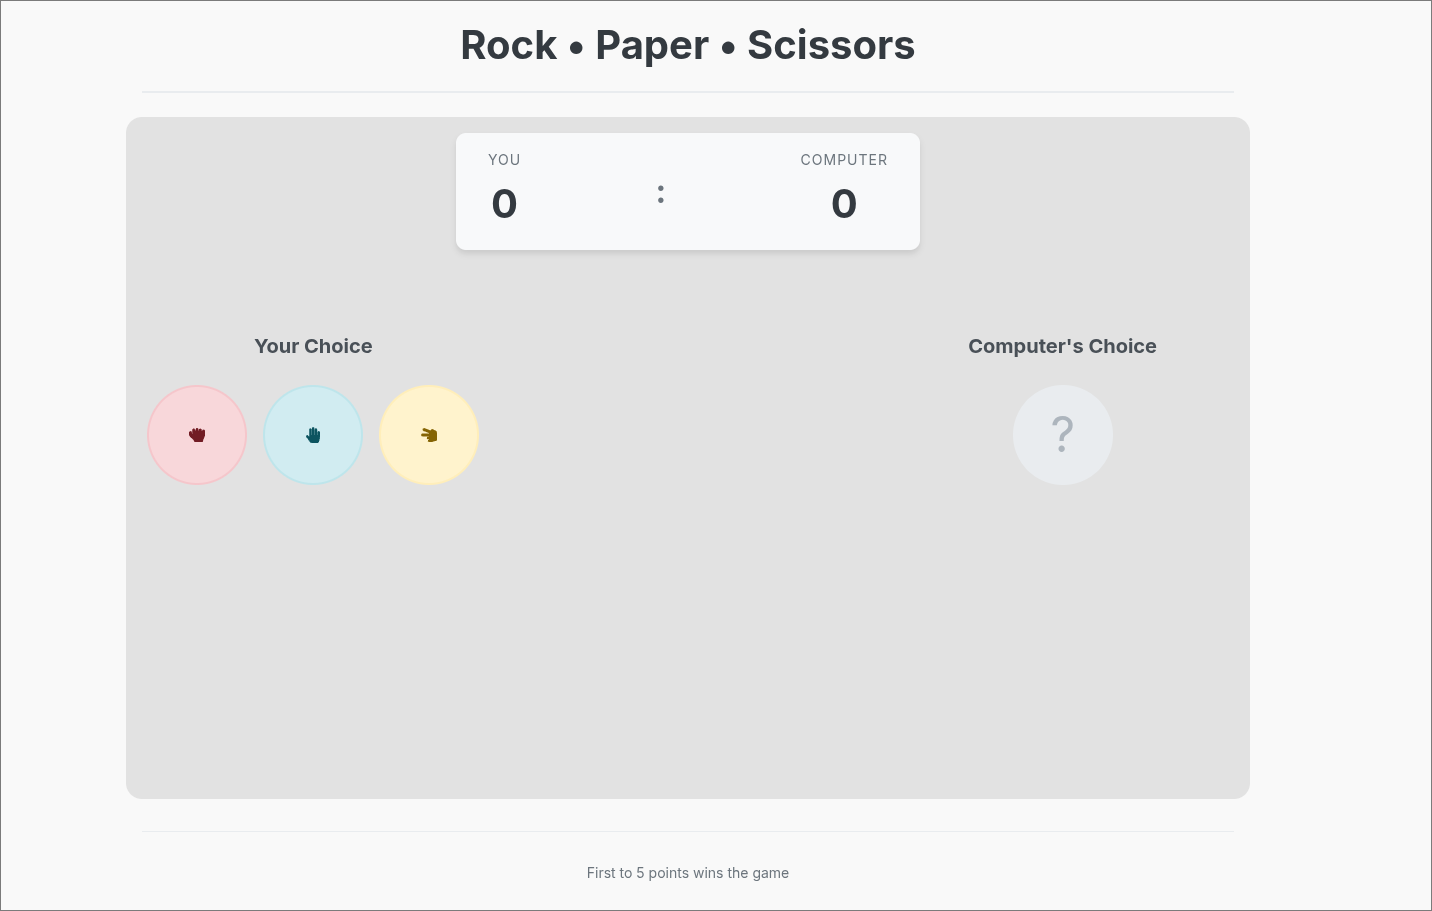 Rock • Paper • Scissors
YOU
COMPUTER
0
:
0
Your Choice
Computer's Choice
?
First to 5 points wins the game